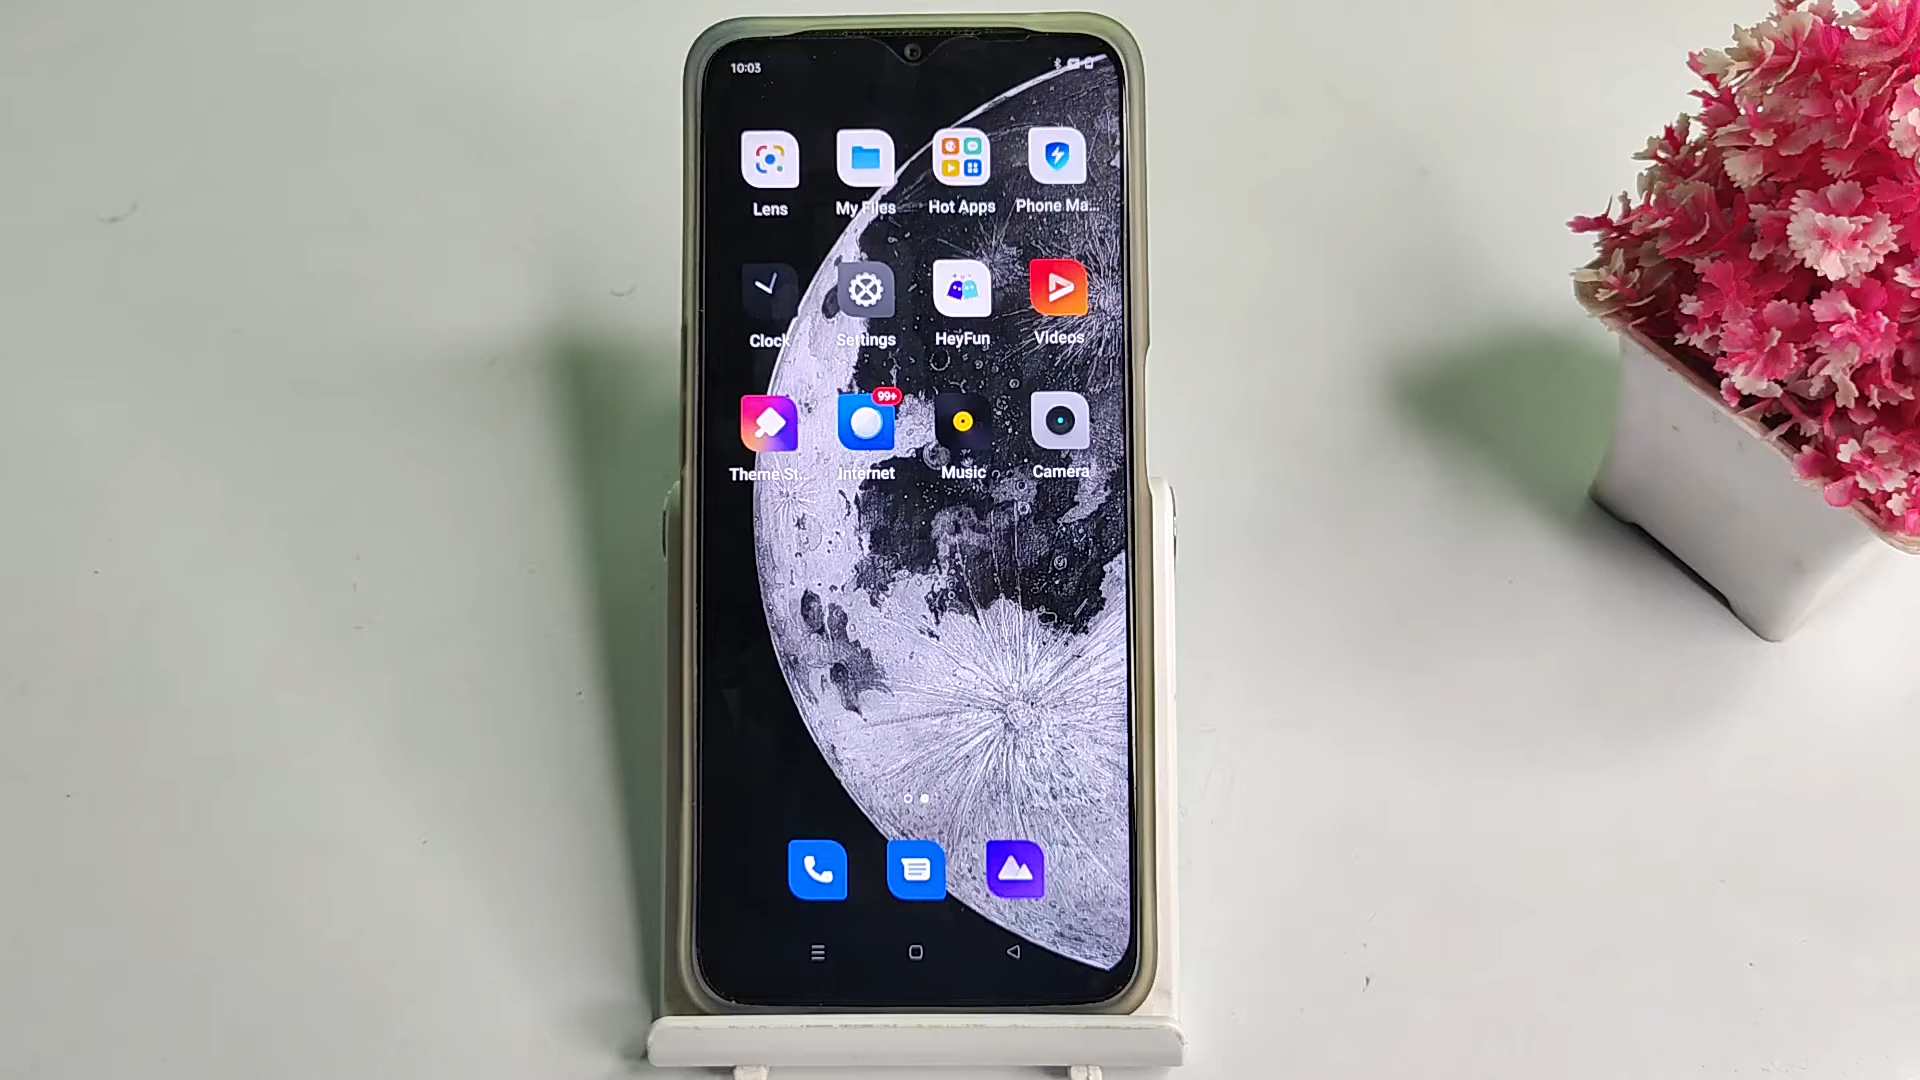 10:03
Lens My Files Hot Apps Phone Ma...
Clock Settings HeyFun Videos
99+
Theme St... Internet Music Camera